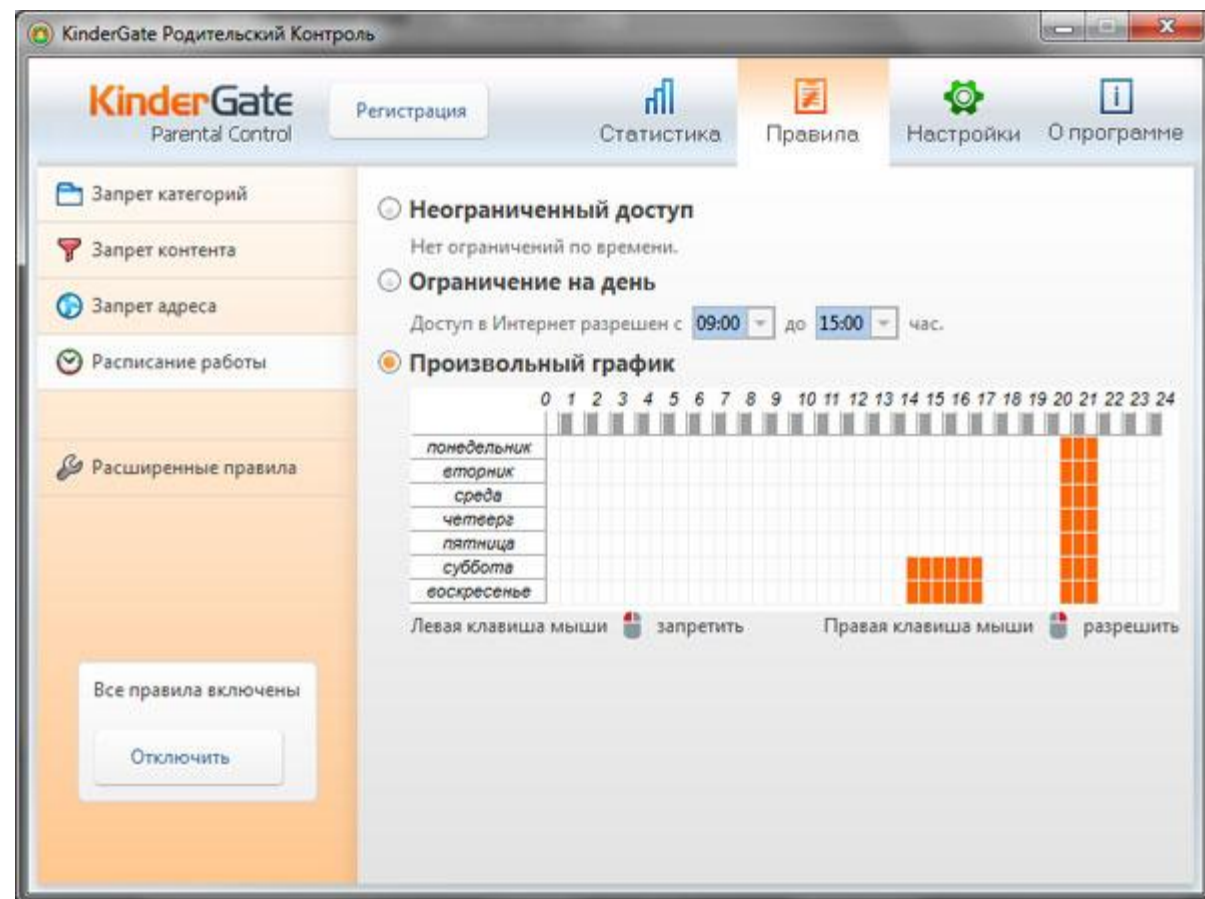 KinderGate Родительский Контроль
KinderGate
Parental Control
Регистрация
Статистика
Правила
Настройки
О программе
Запрет категорий
Запрет контента
Запрет адреса
Расписание работы
Расширенные правила
Все правила включены
Отключить
Неограниченный доступ
Нет ограничений по времени.
Ограничение на день
Доступ в Интернет разрешен с 09:00 до 15:00 час.
Произвольный график
0 1 2 3 4 5 6 7 8 9 10 11 12 13 14 15 16 17 18 19 20 21 22 23 24
понедельник
вторник
среда
четверг
пятница
суббота
воскресенье
Левая клавиша мыши запретить Правая клавиша мыши разрешить